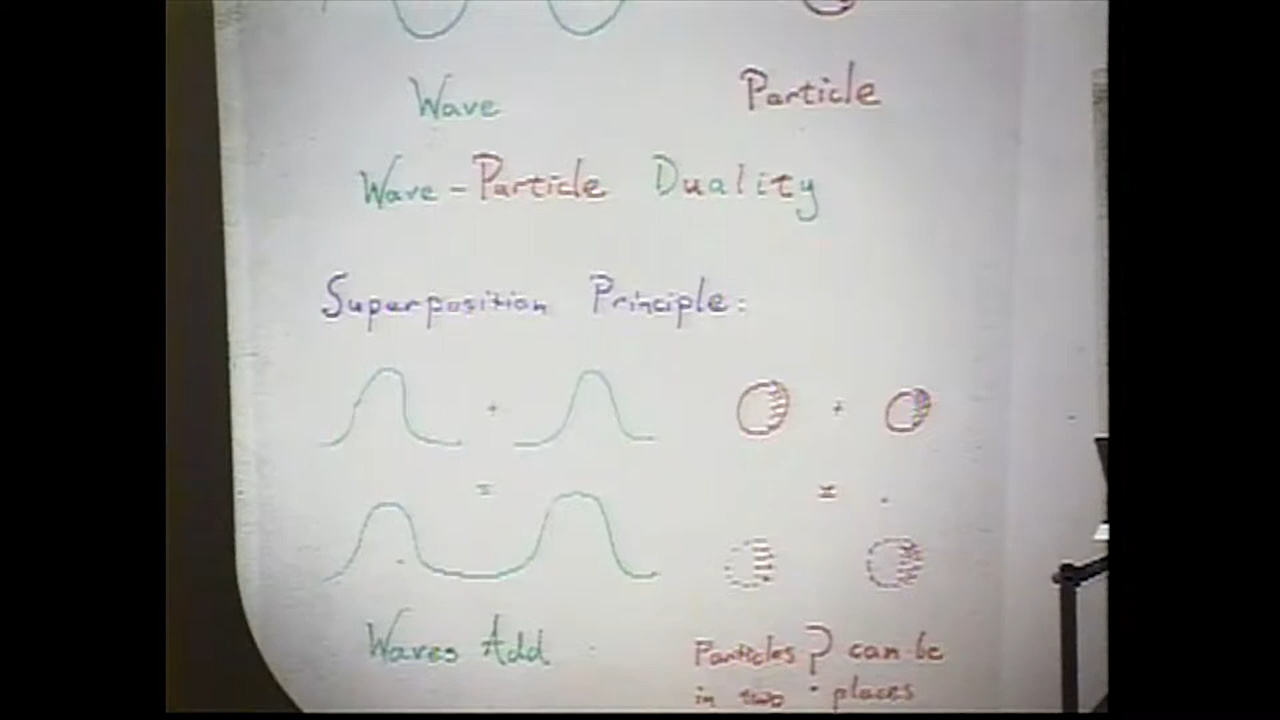 Wave Particle
Wave-Particle Duality
Superposition Principle:
+ +
= =
Waves Add Particles? can be
in two places